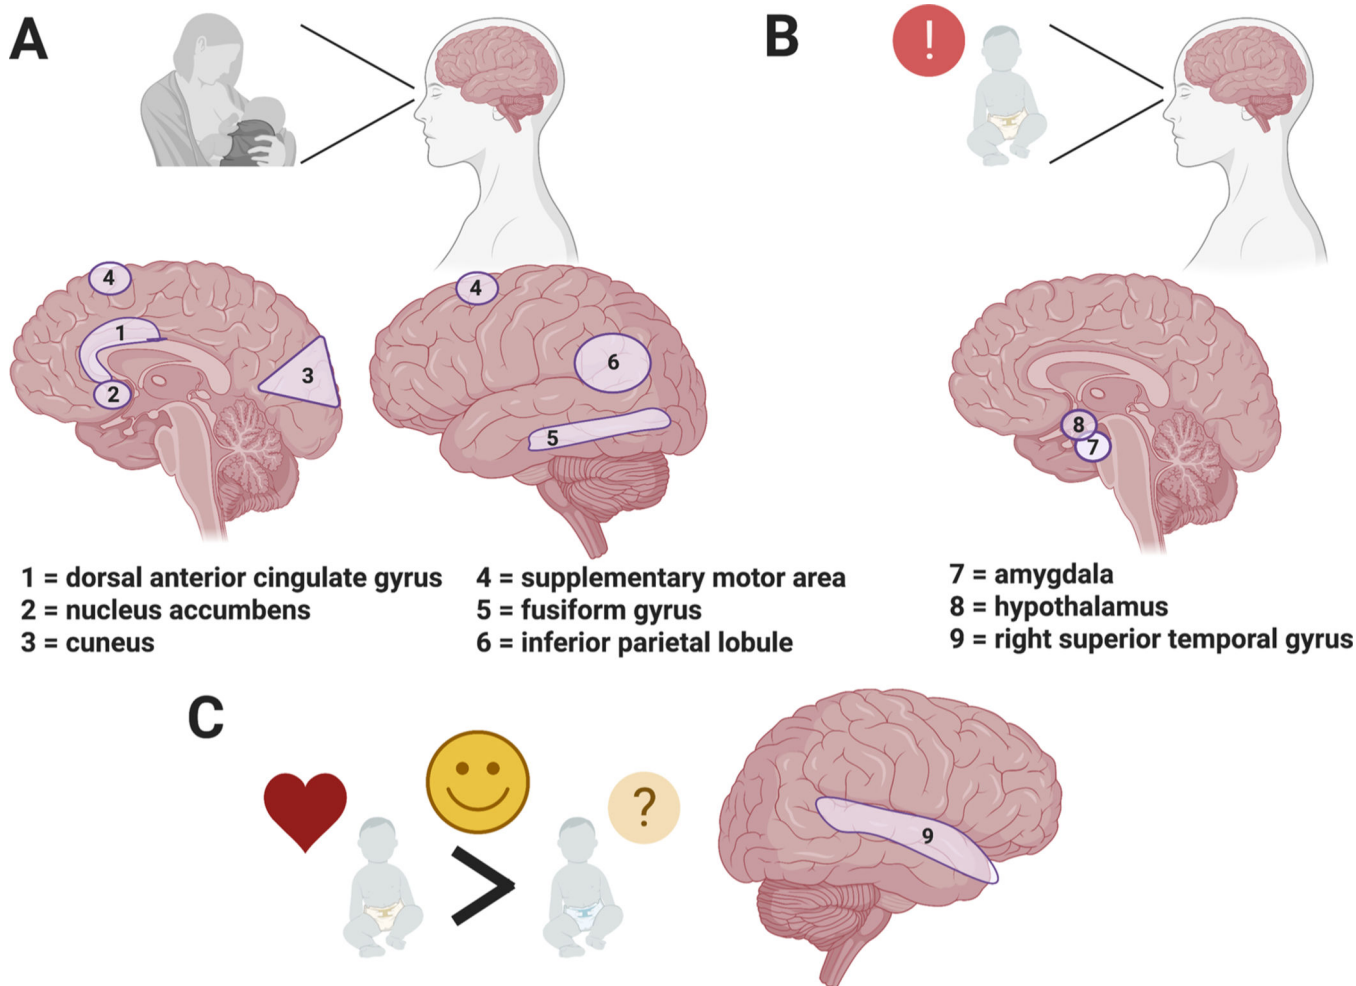 A
B
!
4
1
2
3
4
6
5
8
7
1 = dorsal anterior cingulate gyrus
2 = nucleus accumbens
3 = cuneus
4 = supplementary motor area
5 = fusiform gyrus
6 = inferior parietal lobule
7 = amygdala
8 = hypothalamus
9 = right superior temporal gyrus
C
>
?
9